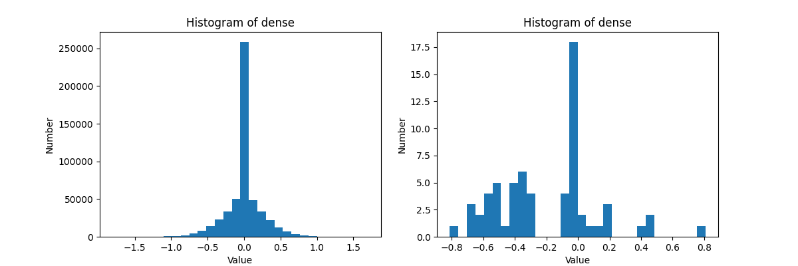 Histogram of dense
Number
250000
200000
150000
100000
50000
0
−1.5 −1.0 −0.5 0.0 0.5 1.0 1.5
Value
Histogram of dense
Number
17.5
15.0
12.5
10.0
7.5
5.0
2.5
0.0
−0.8 −0.6 −0.4 −0.2 0.0 0.2 0.4 0.6 0.8
Value